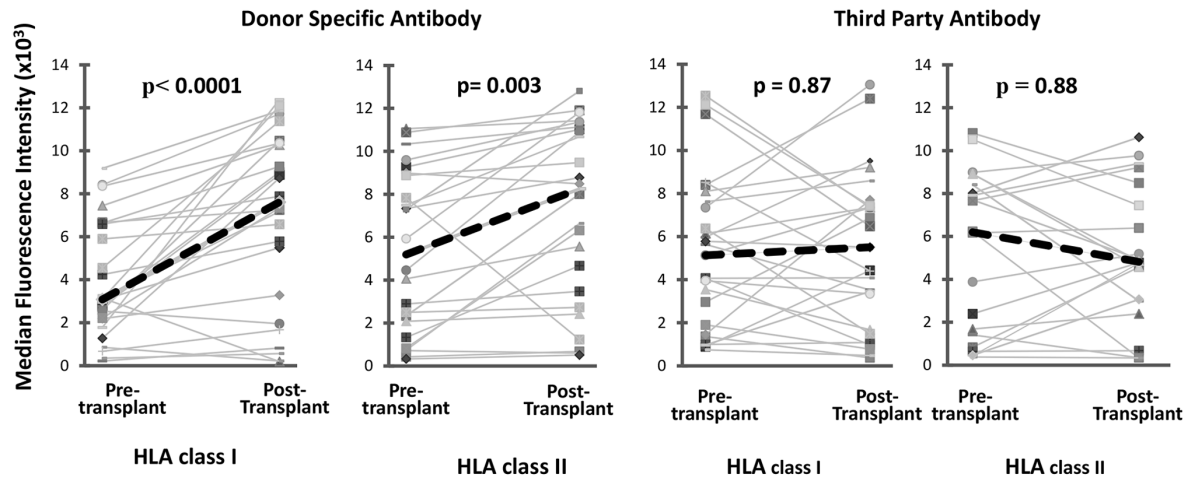 Donor Specific Antibody
Third Party Antibody
Median Fluorescence Intensity (x10³)
14
12
10
8
6
4
2
0
p< 0.0001
Pre-
transplant
Post-
Transplant
HLA class I
14
12
10
8
6
4
2
0
p= 0.003
Pre-
transplant
Post-
Transplant
HLA class II
14
12
10
8
6
4
2
0
p = 0.87
Pre-
transplant
Post-
Transplant
HLA class I
14
12
10
8
6
4
2
0
p = 0.88
Pre-
transplant
Post-
Transplant
HLA class II